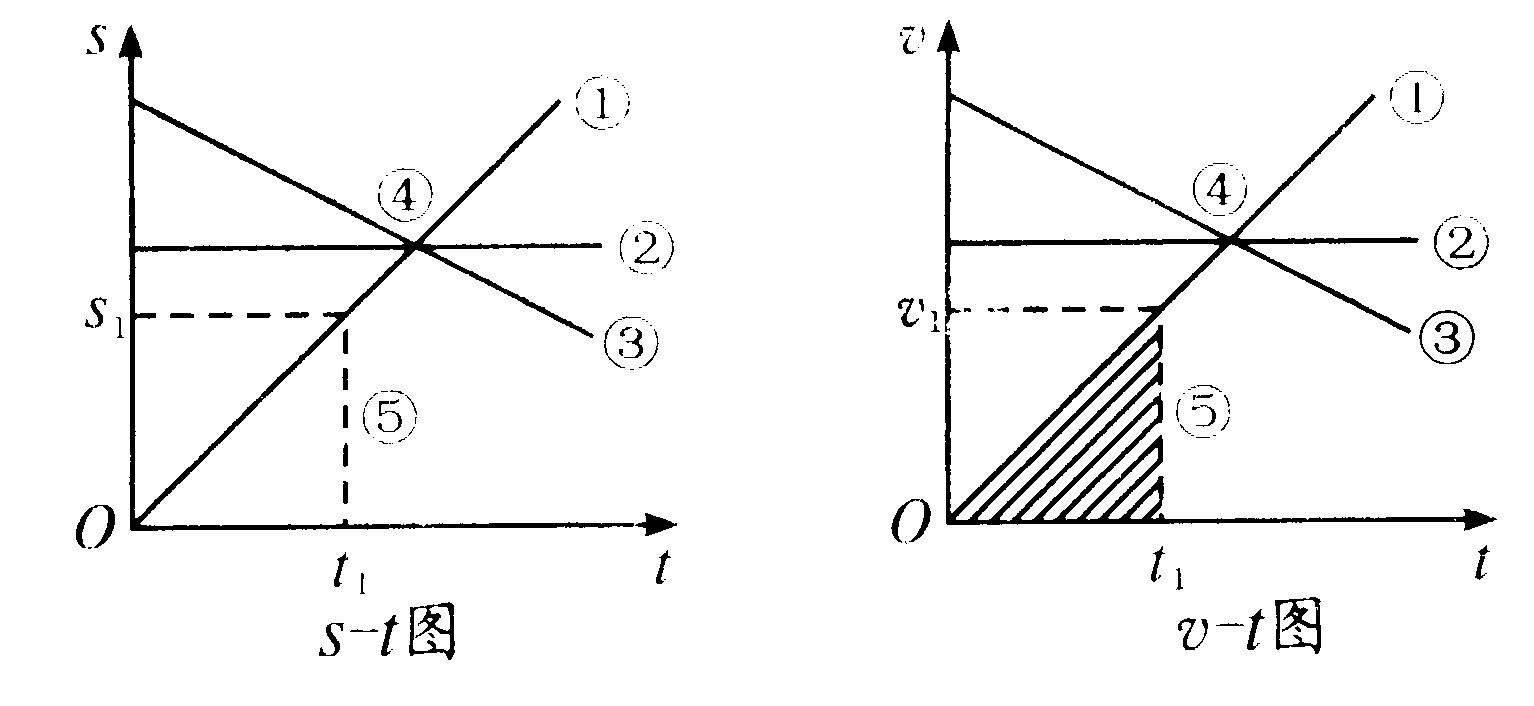 s
①
④
②
s₁
③
⑤
O
t₁
t
s-t图
v
①
④
②
v₁
③
⑤
O
t₁
t
v-t图